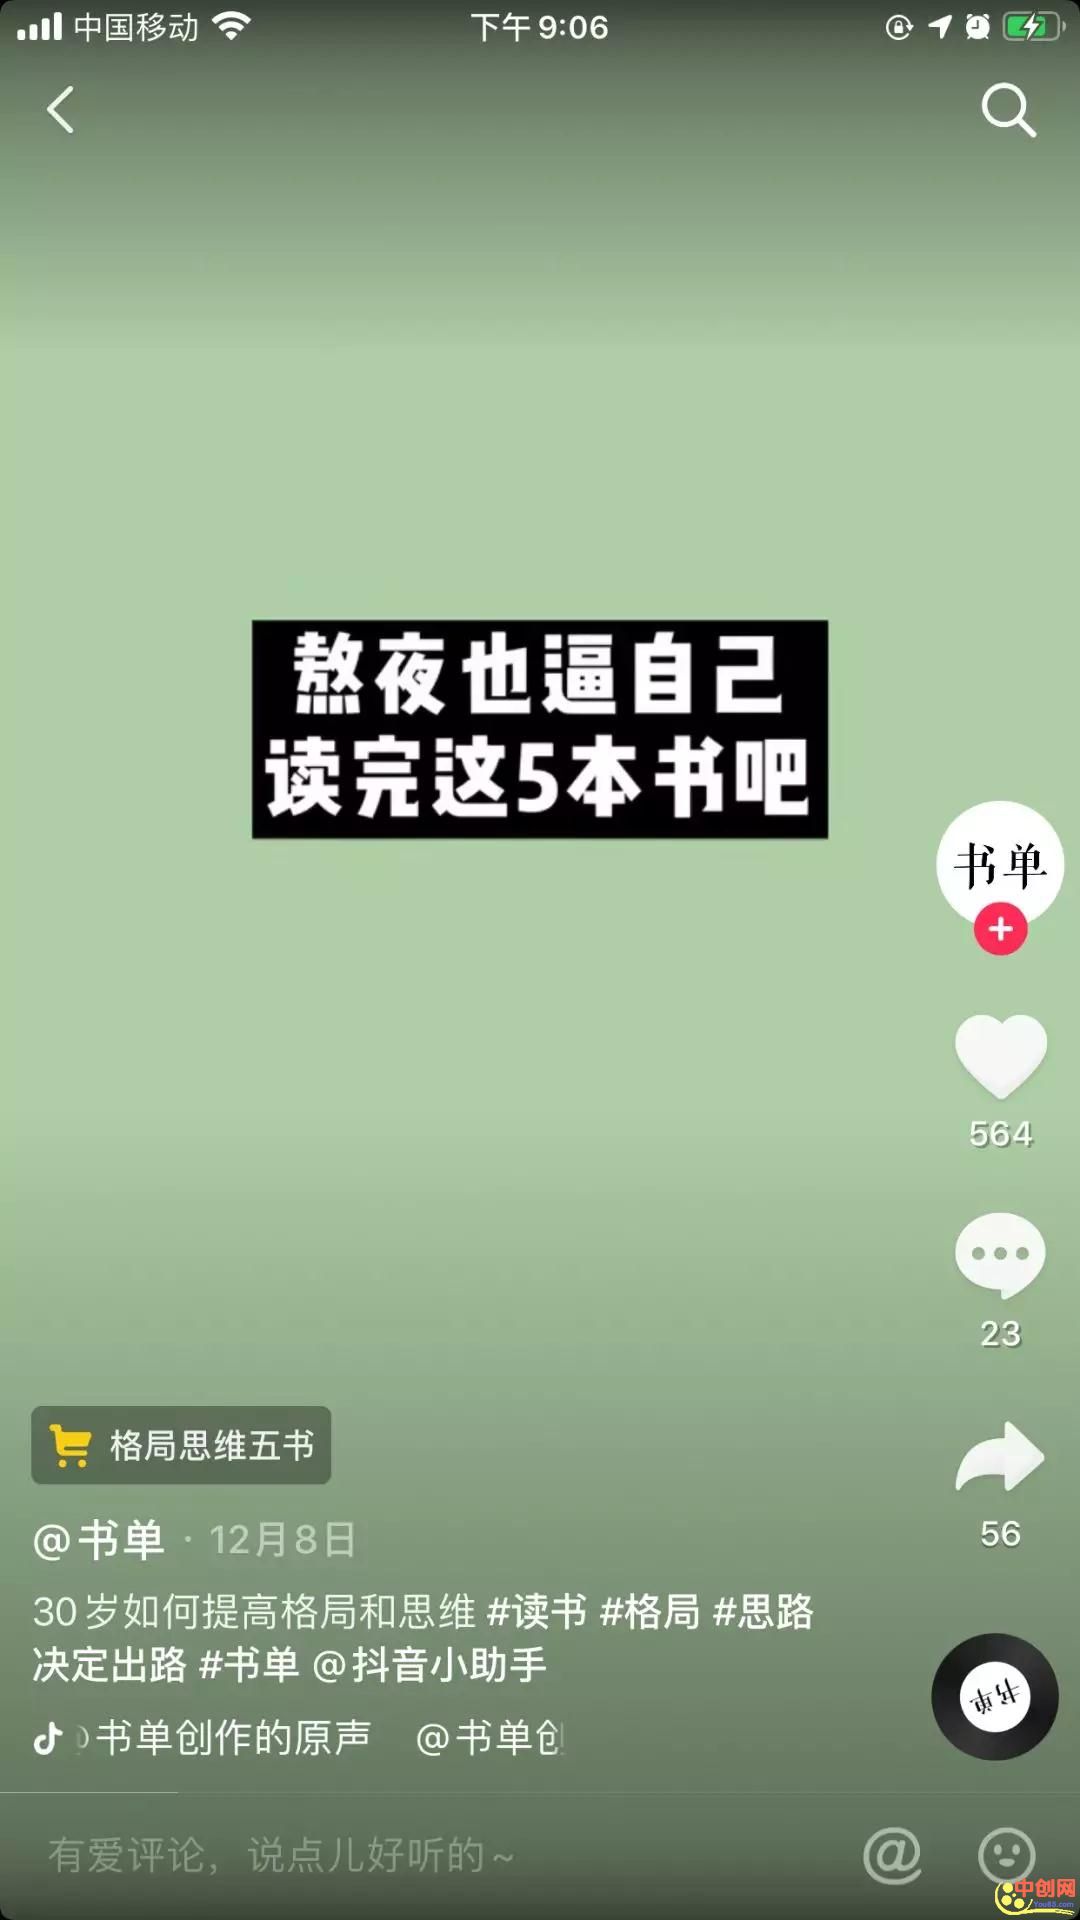 中国移动
下午9:06
熬夜也逼自己
读完这5本书吧
书单
564
23
56
格局思维五书
@书单 · 12月8日
30岁如何提高格局和思维 #读书 #格局 #思路
决定出路 #书单 @抖音小助手
书单
书单创作的原声 @书单创
有爱评论，说点儿好听的~
中创网